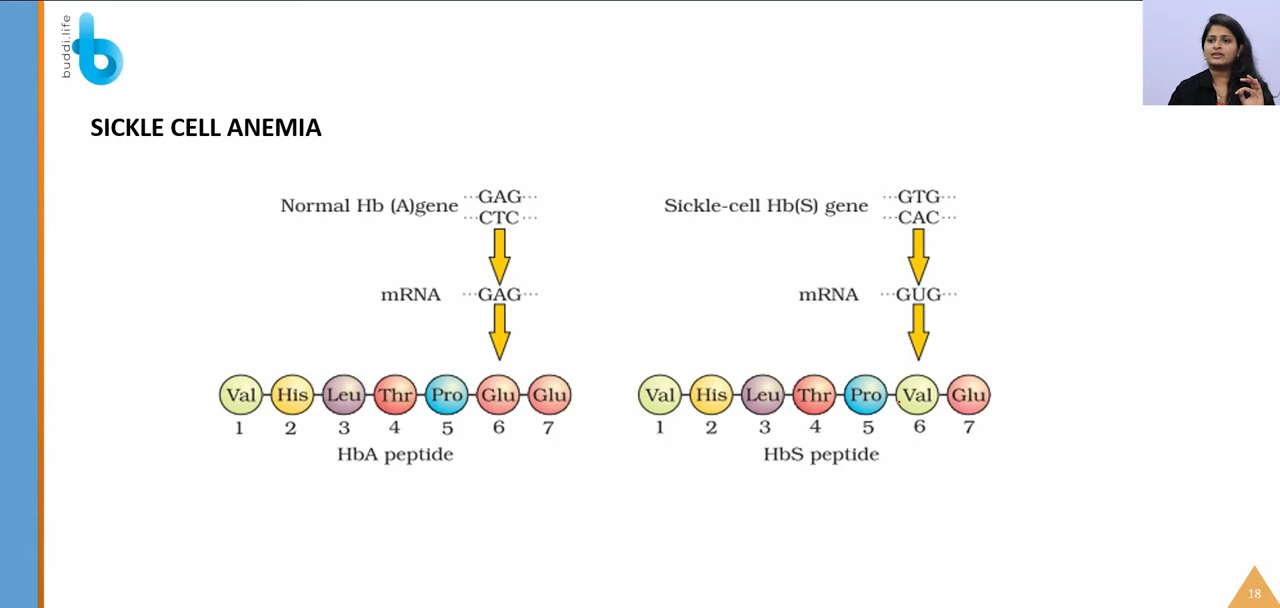 buddi.life
SICKLE CELL ANEMIA
Normal Hb (A)gene
···GAG···
···CTC···
mRNA ···GAG···
Val His Leu Thr Pro Glu Glu
1 2 3 4 5 6 7
HbA peptide
Sickle-cell Hb(S) gene
···GTG···
···CAC···
mRNA ···GUG···
Val His Leu Thr Pro Val Glu
1 2 3 4 5 6 7
HbS peptide
18